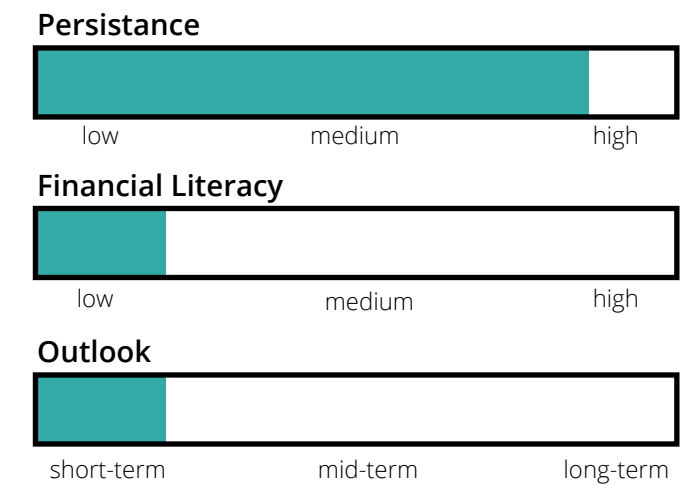 Persistance
low medium high
Financial Literacy
low medium high
Outlook
short-term mid-term long-term